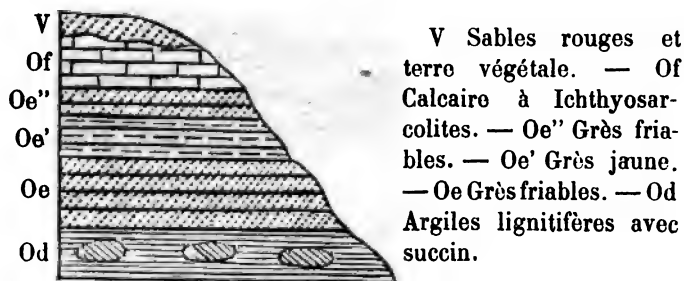 V
Of
Oe''
Oe'
Oe
Od
V Sables rouges et
terre végétale. — Of
Calcaire à Ichthyosar-
colites. — Oe'' Grès fria-
bles. — Oe' Grès jaune.
— Oe Grès friables. — Od
Argiles lignitifères avec
succin.